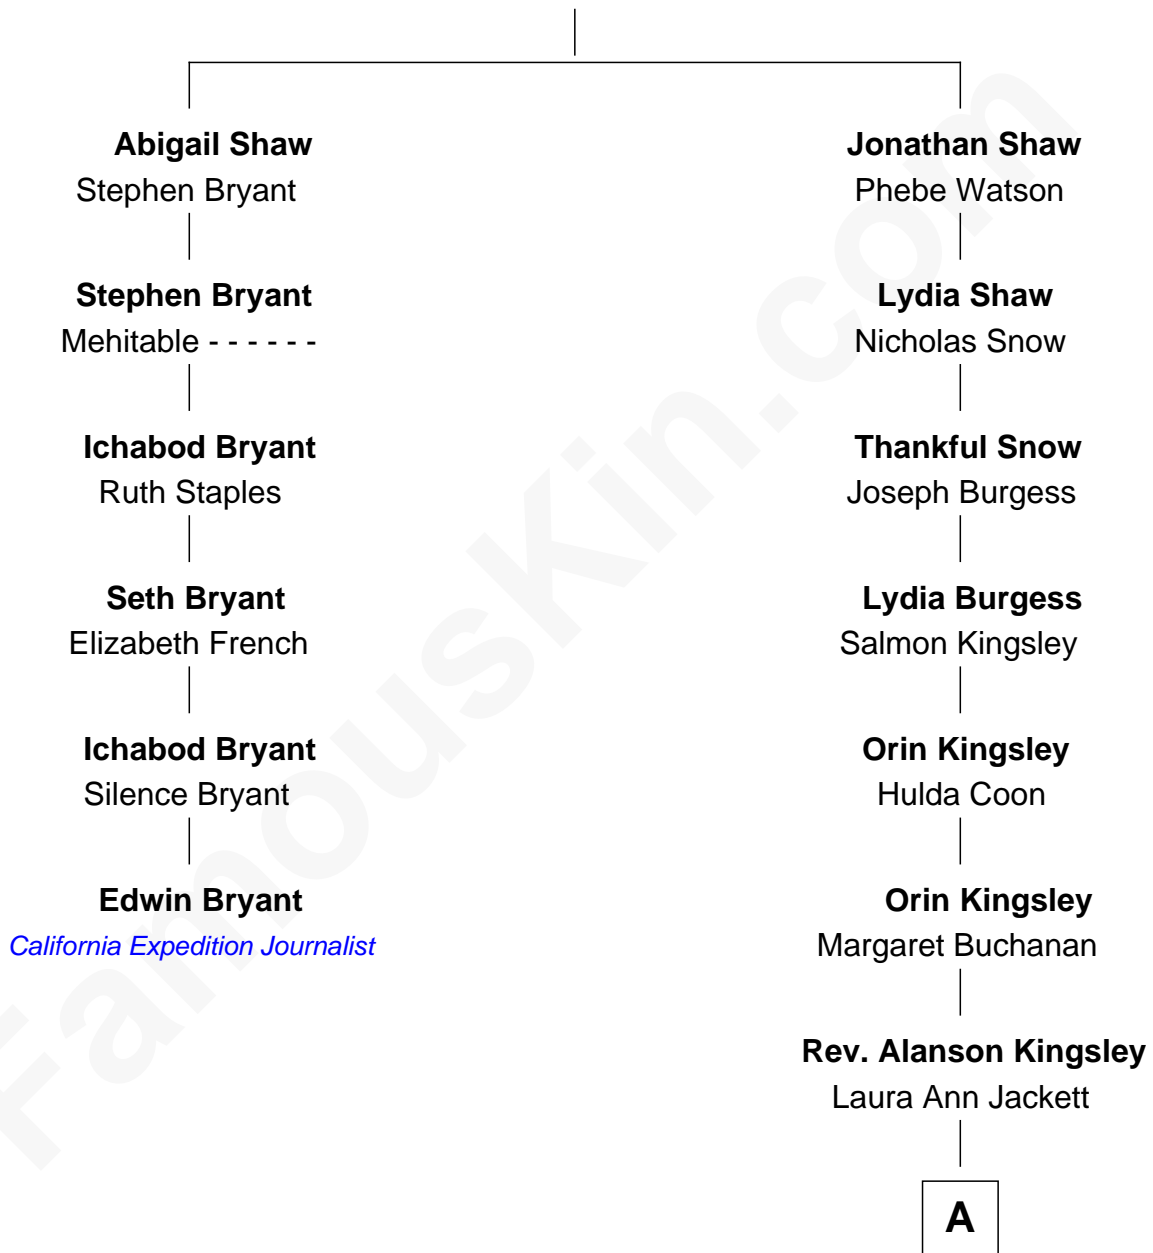 Abigail Shaw
Stephen Bryant
Stephen Bryant
Mehitable - - - - - -
Ichabod Bryant
Ruth Staples
Seth Bryant
Elizabeth French
Ichabod Bryant
Silence Bryant
Edwin Bryant
California Expedition Journalist
Jonathan Shaw
Phebe Watson
Lydia Shaw
Nicholas Snow
Thankful Snow
Joseph Burgess
Lydia Burgess
Salmon Kingsley
Orin Kingsley
Hulda Coon
Orin Kingsley
Margaret Buchanan
Rev. Alanson Kingsley
Laura Ann Jackett
A
FamousKin.com